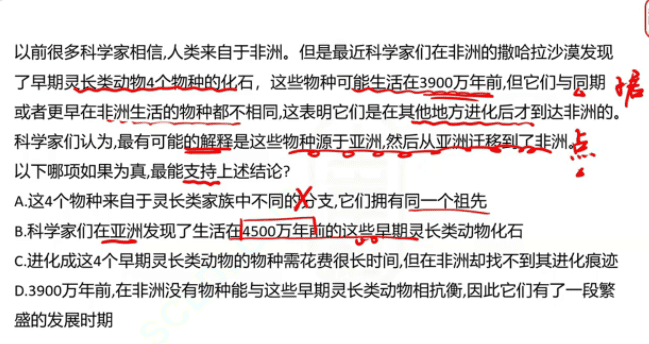 以前很多科学家相信,人类来自于非洲。但是最近科学家们在非洲的撒哈拉沙漠发现
了早期灵长类动物4个物种的化石，这些物种可能生活在3900万年前,但它们与同期
或者更早在非洲生活的物种都不相同,这表明它们是在其他地方进化后才到达非洲的。
科学家们认为,最有可能的解释是这些物种源于亚洲,然后从亚洲迁移到了非洲。
以下哪项如果为真,最能支持上述结论?
A.这4个物种来自于灵长类家族中不同的分支,它们拥有同一个祖先
B.科学家们在亚洲发现了生活在4500万年前的这些早期灵长类动物化石
C.进化成这4个早期灵长类动物的物种需花费很长时间,但在非洲却找不到其进化痕迹
D.3900万年前,在非洲没有物种能与这些早期灵长类动物相抗衡,因此它们有了一段繁
盛的发展时期
据
点